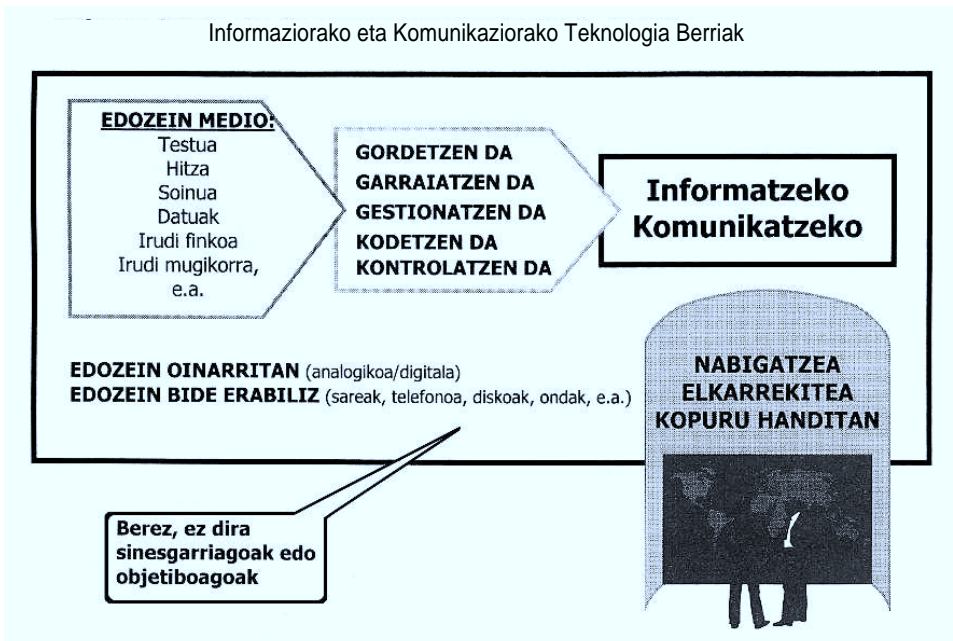 Informaziorako eta Komunikaziorako Teknologia Berriak
EDOZEIN MEDIO:
Testua
Hitza
Soinua
Datuak
Irudi finkoa
Irudi mugikorra,
e.a.
GORDETZEN DA
GARRAIATZEN DA
GESTIONATZEN DA
KODETZEN DA
KONTROLATZEN DA
Informatzeko
Komunikatzeko
EDOZEIN OINARRITAN (analogikoa/digitala)
EDOZEIN BIDE ERABILIZ (sareak, telefonoa, diskoak, ondak, e.a.)
NABIGATZEA
ELKARREKITEA
KOPURU HANDITAN
Berez, ez dira
sinesgarriagoak edo
objetiboagoak